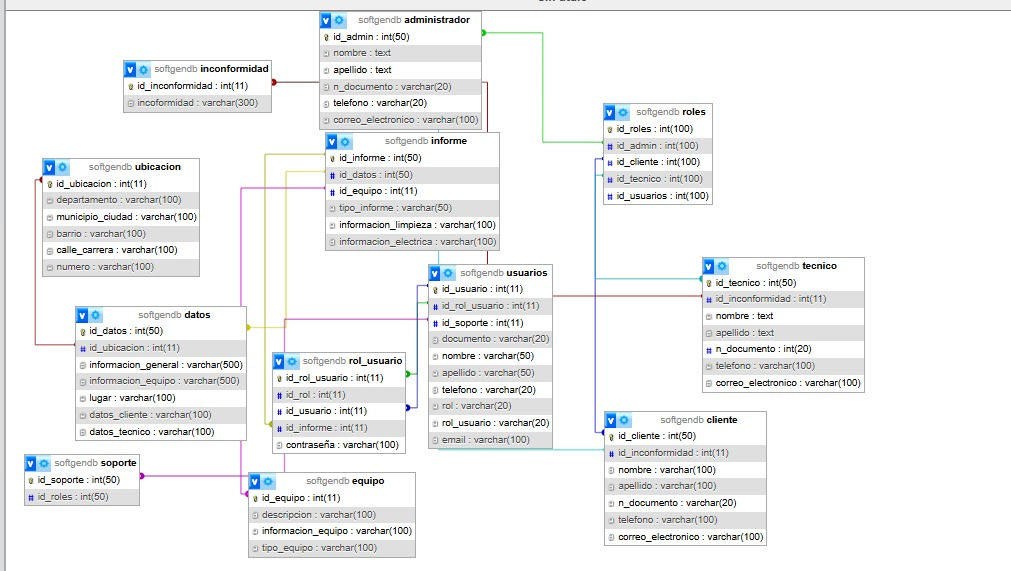 softgendb administrador
id_admin : int(50)
nombre : text
apellido : text
n_documento : varchar(20)
telefono : varchar(20)
correo_electronico : varchar(100)
softgendb inconformidad
id_inconformidad : int(11)
incoformidad : varchar(300)
softgendb roles
id_roles : int(100)
id_admin : int(100)
id_cliente : int(100)
id_tecnico : int(100)
id_usuarios : int(100)
softgendb informe
id_informe : int(50)
id_datos : int(50)
id_equipo : int(11)
tipo_informe : varchar(50)
informacion_limpieza : varchar(100)
informacion_electrica : varchar(100)
softgendb ubicacion
id_ubicacion : int(11)
departamento : varchar(100)
municipio_ciudad : varchar(100)
barrio : varchar(100)
calle_carrera : varchar(100)
numero : varchar(100)
softgendb usuarios
id_usuario : int(11)
id_rol_usuario : int(11)
id_soporte : int(11)
documento : varchar(20)
nombre : varchar(50)
apellido : varchar(50)
telefono : varchar(20)
rol : varchar(20)
rol_usuario : varchar(20)
email : varchar(100)
softgendb tecnico
id_tecnico : int(50)
id_inconformidad : int(11)
nombre : text
apellido : text
n_documento : int(20)
telefono : varchar(100)
correo_electronico : varchar(100)
softgendb datos
id_datos : int(50)
id_ubicacion : int(11)
informacion_general : varchar(500)
informacion_equipo : varchar(500)
lugar : varchar(100)
datos_cliente : varchar(100)
datos_tecnico : varchar(100)
softgendb rol_usuario
id_rol_usuario : int(11)
id_rol : int(11)
id_usuario : int(11)
id_informe : int(11)
contraseña : varchar(100)
softgendb cliente
id_cliente : int(50)
id_inconformidad : int(11)
nombre : varchar(100)
apellido : varchar(100)
n_documento : varchar(20)
telefono : varchar(100)
correo_electronico : varchar(100)
softgendb soporte
id_soporte : int(50)
id_roles : int(50)
softgendb equipo
id_equipo : int(11)
descripcion : varchar(100)
informacion_equipo : varchar(100)
tipo_equipo : varchar(100)